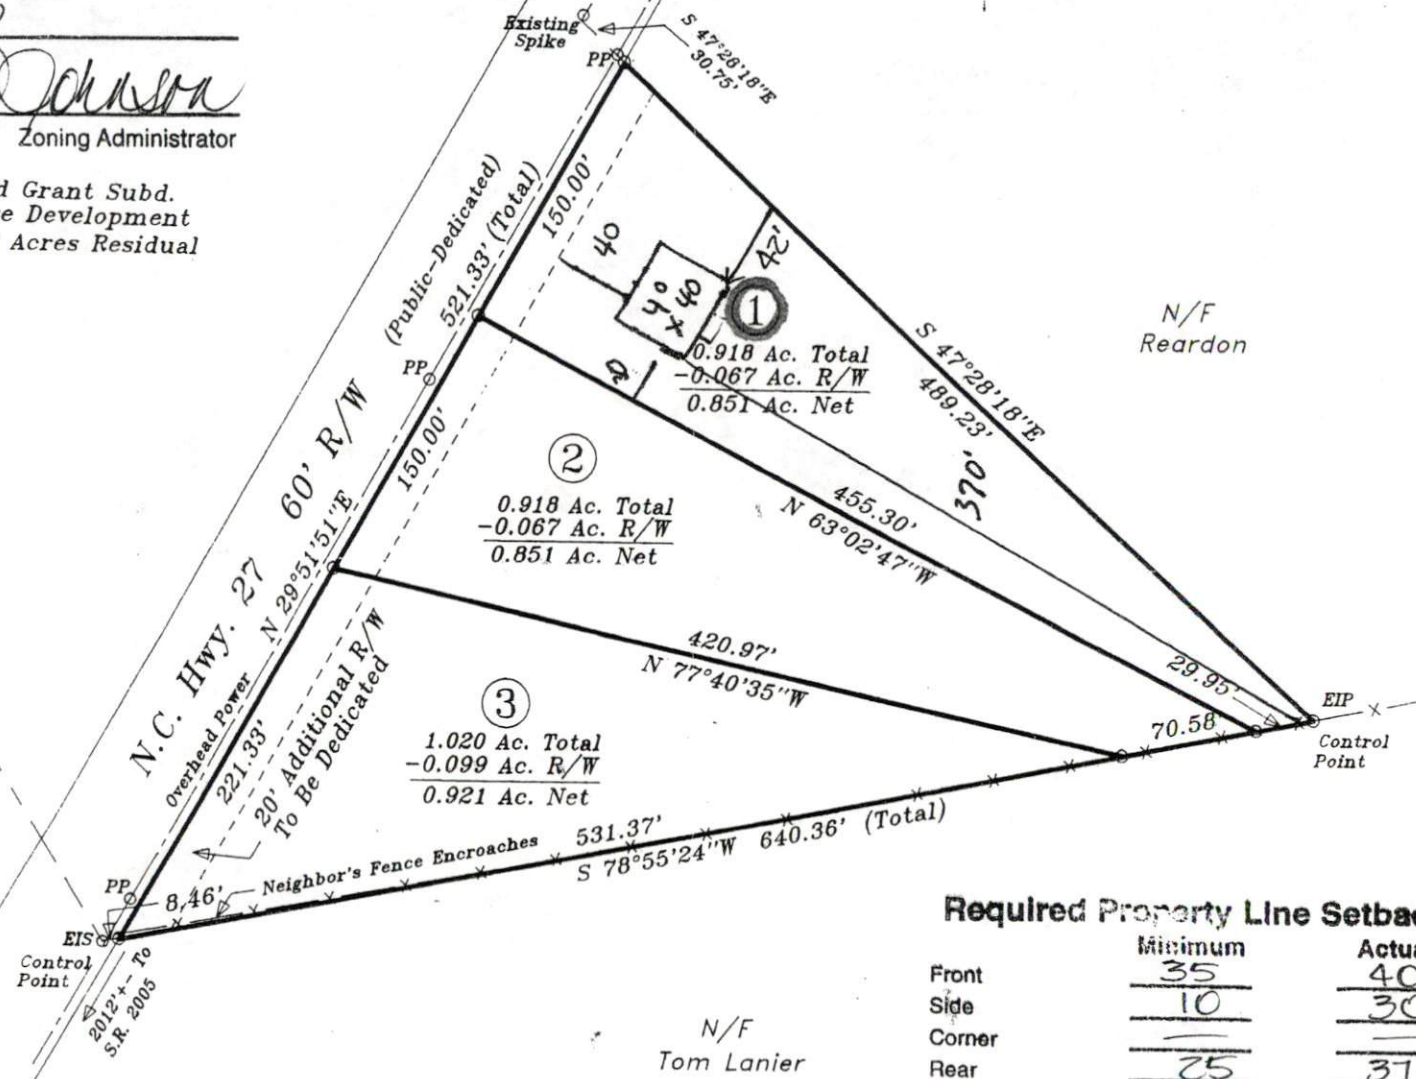 Johnson
Zoning Administrator
Grant Subd.
Development
Acres Residual
Existing
Spike
PP
S 47°28'18"E
30.75'
150.00'
(Public-Dedicated)
521.33' (Total)
40
42'
40
x 40
1
0.918 Ac. Total
-0.067 Ac. R/W
0.851 Ac. Net
N/F
Reardon
S 47°28'18"E
489.23'
370'
PP
60' R/W
150.00'
2
0.918 Ac. Total
-0.067 Ac. R/W
0.851 Ac. Net
455.30'
N 63°02'47"W
N 29°51'51"E
N.C. Hwy. 27
Overhead Power
221.33'
20' Additional R/W
To Be Dedicated
420.97'
N 77°40'35"W
29.95'
70.58'
EIP
Control
Point
3
1.020 Ac. Total
-0.099 Ac. R/W
0.921 Ac. Net
531.37'
S 78°55'24"W 640.36' (Total)
Neighbor's Fence Encroaches
PP
8.46'
EIS
Control
Point
2012'+- To
S.R. 2005
N/F
Tom Lanier
Required Property Line
Minimum
Front 35 40
Side 10
Corner —
Rear 25